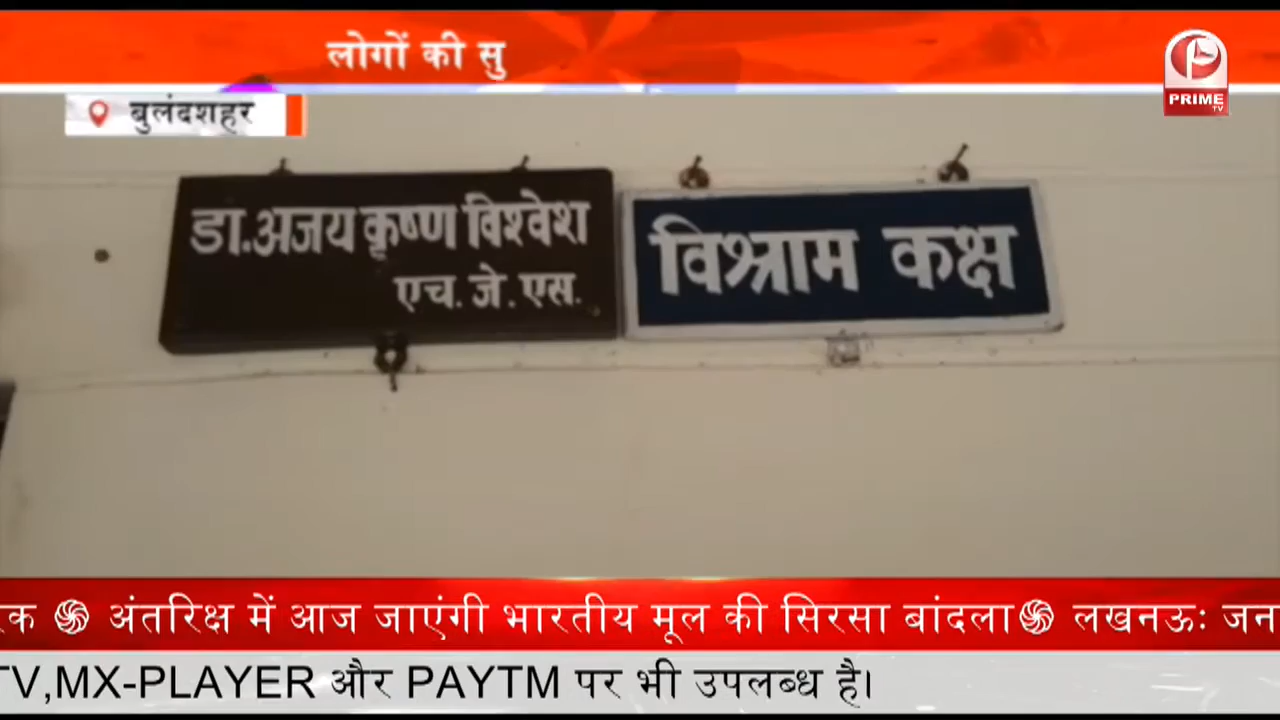 लोगों की सु
PRIME
TV
बुलंदशहर
डा.अजय कृष्ण विश्वेश
एच. जे. एस.
विश्राम कक्ष
अंतरिक्ष में आज जाएंगी भारतीय मूल की सिरसा बांदला
लखनऊः जन
TV,MX-PLAYER और PAYTM पर भी उपलब्ध है।